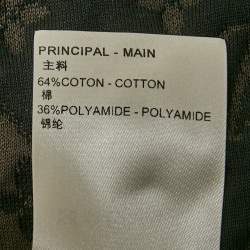 PRINCIPAL - MAIN
主料
64%COTON - COTTON
棉
36%POLYAMIDE - POLYAMIDE
锦纶